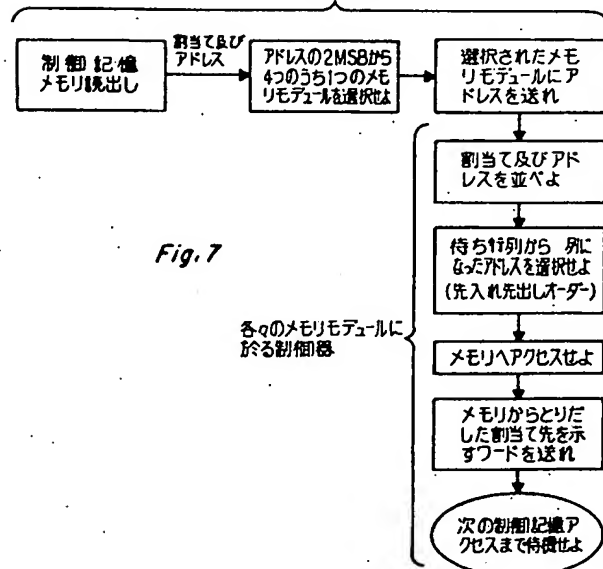 制御記憶
メモリ読出し
割当て及び
アドレス
アドレスの2MSBから
4つのうち1つのメモ
リモデュールを選択せよ
選択されたメモ
リモデュールにア
ドレスを送れ
割当て及びアド
レスを並べよ
Fig. 7
待ち行列から 列に
なったアドレスを選択せよ
(先入れ先出しオーダー)
各qのメモリモデュールに
於る制御器
メモリへアクセスせよ
メモリからとりだ
した割当て先を示
すワードを送れ
次の制御記憶ア
クセスまで待機せよ